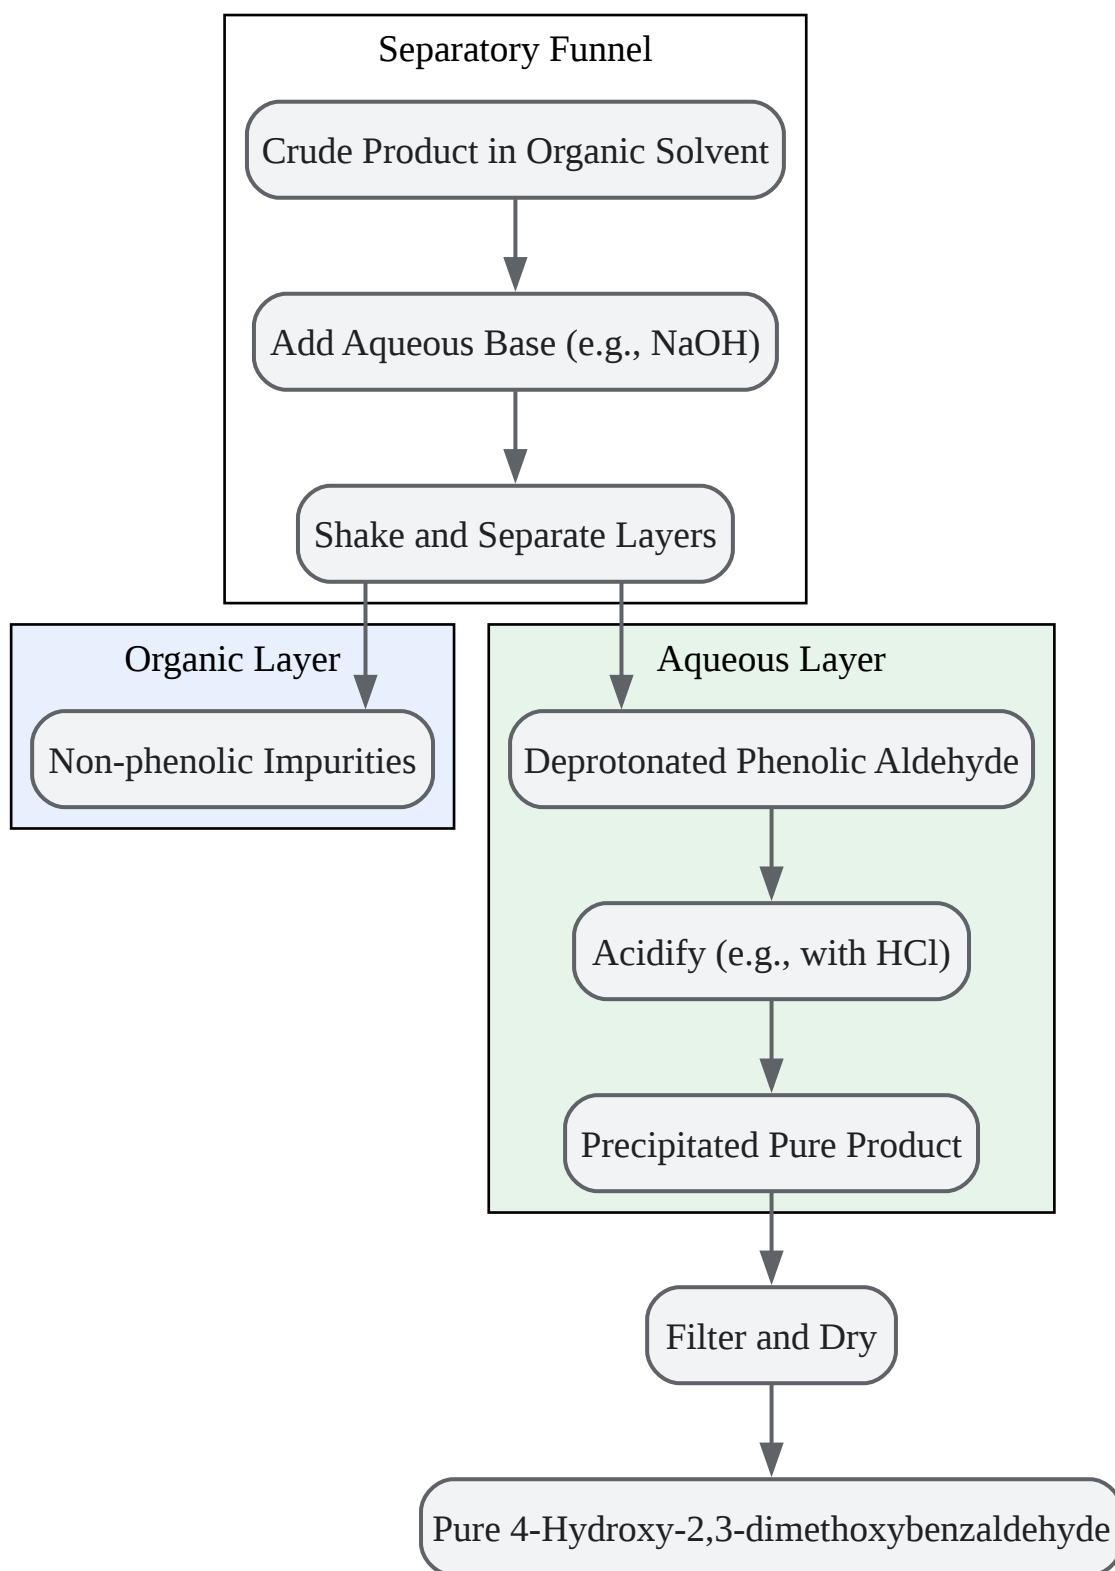 Separatory Funnel
Crude Product in Organic Solvent
Add Aqueous Base (e.g., NaOH)
Shake and Separate Layers
Organic Layer
Non-phenolic Impurities
Aqueous Layer
Deprotonated Phenolic Aldehyde
Acidify (e.g., with HCl)
Precipitated Pure Product
Filter and Dry
Pure 4-Hydroxy-2,3-dimethoxybenzaldehyde